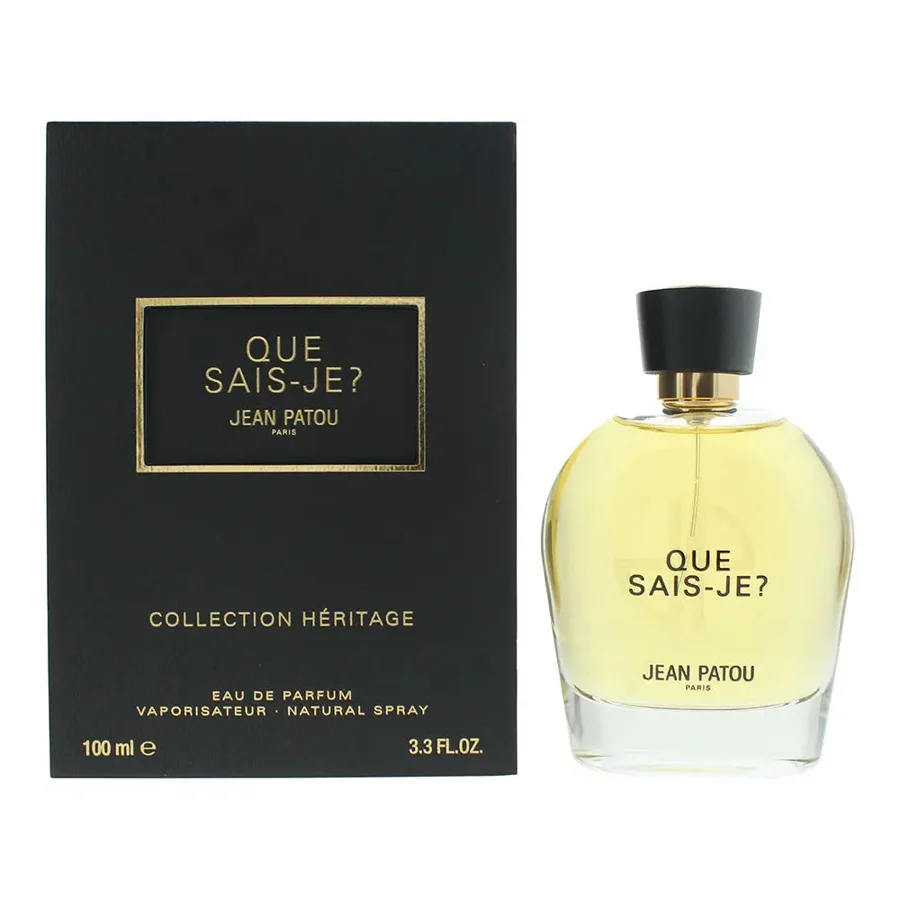 QUE
SAIS-JE?
JEAN PATOU
PARIS
COLLECTION HÉRITAGE
EAU DE PARFUM
VAPORISATEUR · NATURAL SPRAY
100 ml ℮
3.3 FL.OZ.
QUE
SAIS-JE?
JEAN PATOU
PARIS